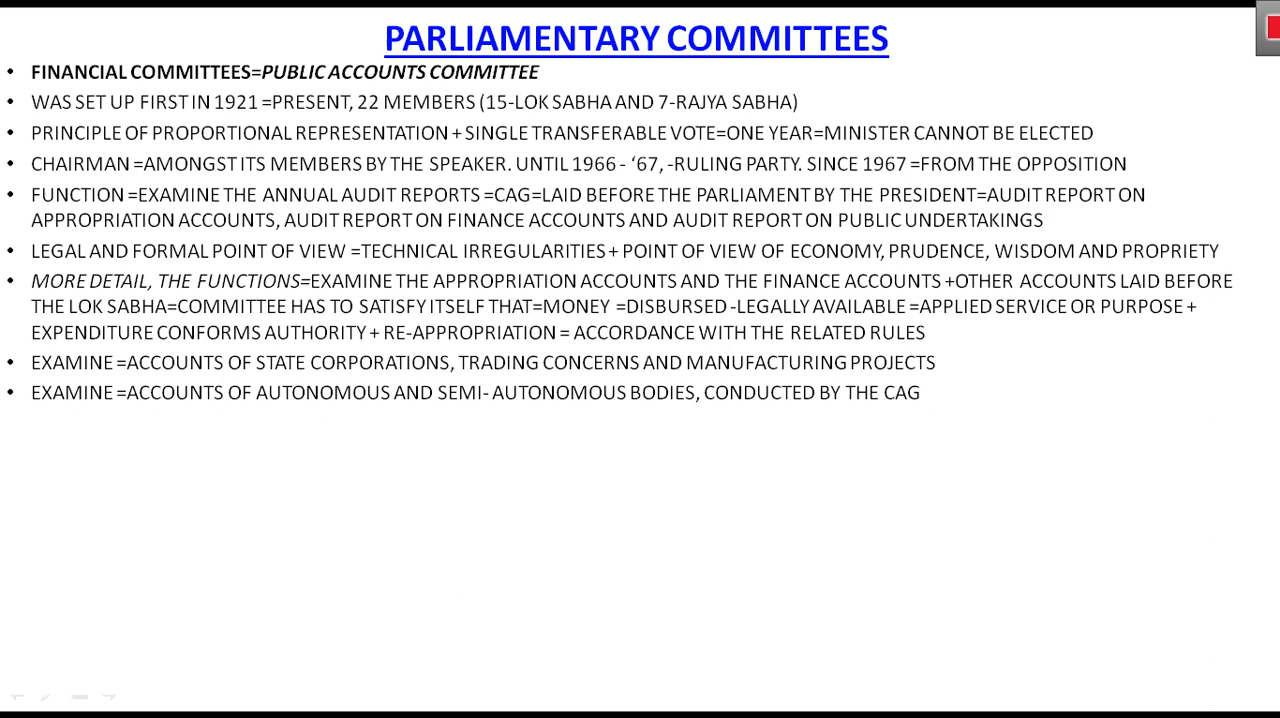 PARLIAMENTARY COMMITTEES
• FINANCIAL COMMITTEES=PUBLIC ACCOUNTS COMMITTEE
• WAS SET UP FIRST IN 1921 =PRESENT, 22 MEMBERS (15-LOK SABHA AND 7-RAJYA SABHA)
• PRINCIPLE OF PROPORTIONAL REPRESENTATION + SINGLE TRANSFERABLE VOTE=ONE YEAR=MINISTER CANNOT BE ELECTED
• CHAIRMAN =AMONGST ITS MEMBERS BY THE SPEAKER. UNTIL 1966 - ‘67, -RULING PARTY. SINCE 1967 =FROM THE OPPOSITION
• FUNCTION =EXAMINE THE ANNUAL AUDIT REPORTS =CAG=LAID BEFORE THE PARLIAMENT BY THE PRESIDENT=AUDIT REPORT ON
APPROPRIATION ACCOUNTS, AUDIT REPORT ON FINANCE ACCOUNTS AND AUDIT REPORT ON PUBLIC UNDERTAKINGS
• LEGAL AND FORMAL POINT OF VIEW =TECHNICAL IRREGULARITIES + POINT OF VIEW OF ECONOMY, PRUDENCE, WISDOM AND PROPRIETY
• MORE DETAIL, THE FUNCTIONS=EXAMINE THE APPROPRIATION ACCOUNTS AND THE FINANCE ACCOUNTS +OTHER ACCOUNTS LAID BEFORE
THE LOK SABHA=COMMITTEE HAS TO SATISFY ITSELF THAT=MONEY =DISBURSED -LEGALLY AVAILABLE =APPLIED SERVICE OR PURPOSE +
EXPENDITURE CONFORMS AUTHORITY + RE-APPROPRIATION = ACCORDANCE WITH THE RELATED RULES
• EXAMINE =ACCOUNTS OF STATE CORPORATIONS, TRADING CONCERNS AND MANUFACTURING PROJECTS
• EXAMINE =ACCOUNTS OF AUTONOMOUS AND SEMI- AUTONOMOUS BODIES, CONDUCTED BY THE CAG